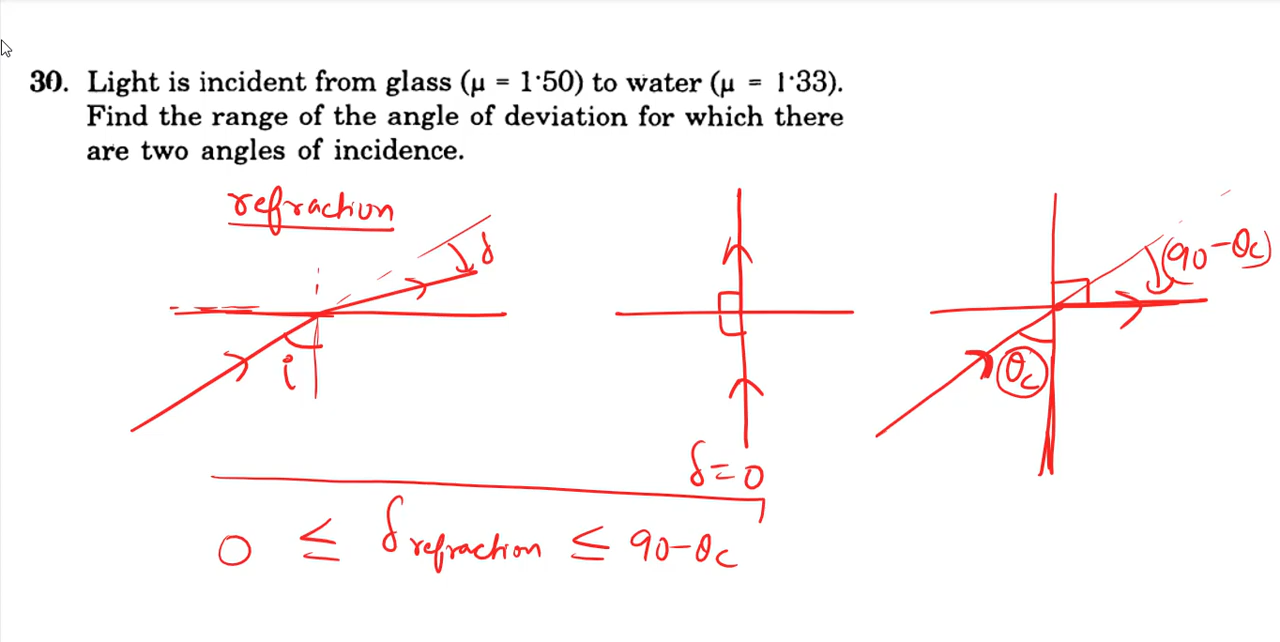 30. Light is incident from glass (μ = 1·50) to water (μ = 1·33).
Find the range of the angle of deviation for which there
are two angles of incidence.
refraction
δ
i
δ=0
θc
(90-θc)
0 ≤ δrefraction ≤ 90-θc